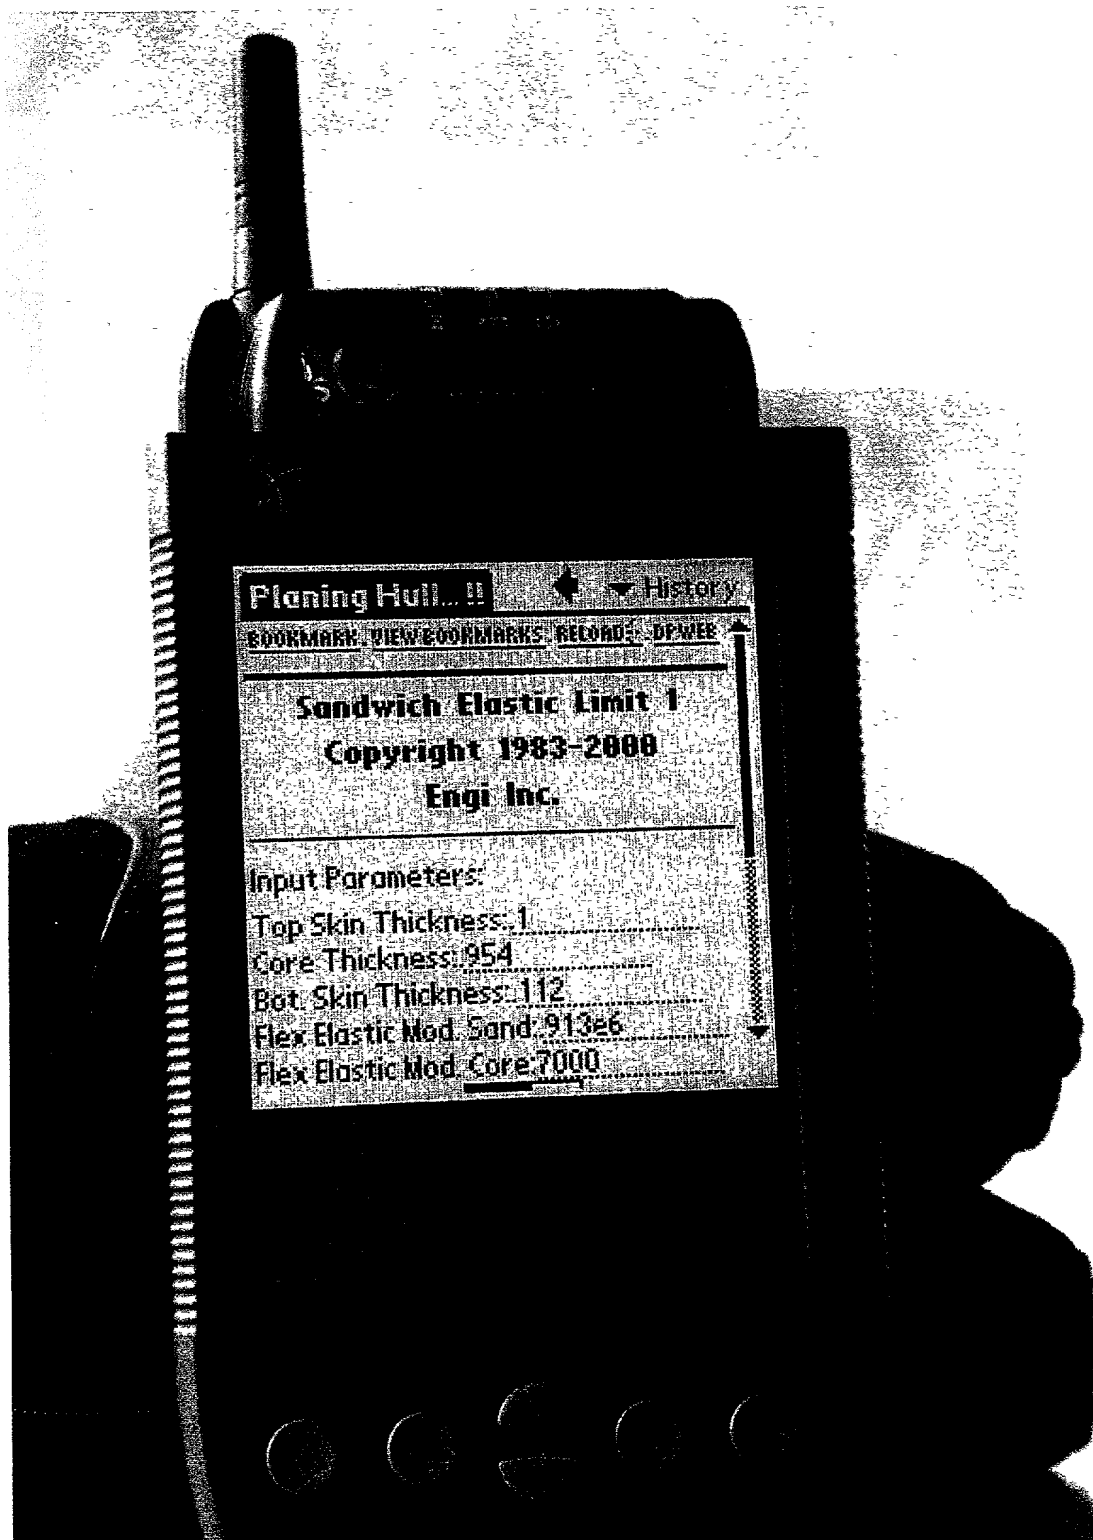 Planing Hull... !! History
BOOKMARK VIEW BOOKMARKS RELOAD DPWEB
Sandwich Elastic Limit 1
Copyright 1983-2000
Engi Inc.
Input Parameters:
Top Skin Thickness: 1
Core Thickness: 954
Bot. Skin Thickness: 112
Flex Elastic Mod. Sand: 913e6
Flex Elastic Mod. Core 7000